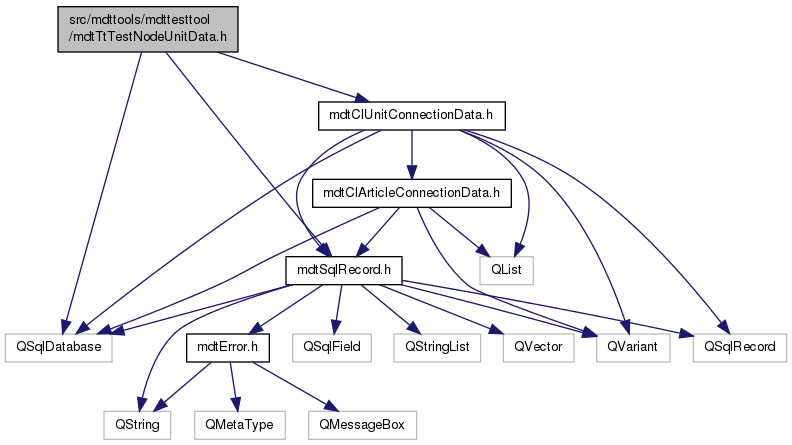 src/mdttools/mdttesttool
/mdtTtTestNodeUnitData.h
mdtClUnitConnectionData.h
mdtClArticleConnectionData.h
mdtSqlRecord.h
QList
QSqlDatabase
mdtError.h
QSqlField
QStringList
QVector
QVariant
QSqlRecord
QString
QMetaType
QMessageBox